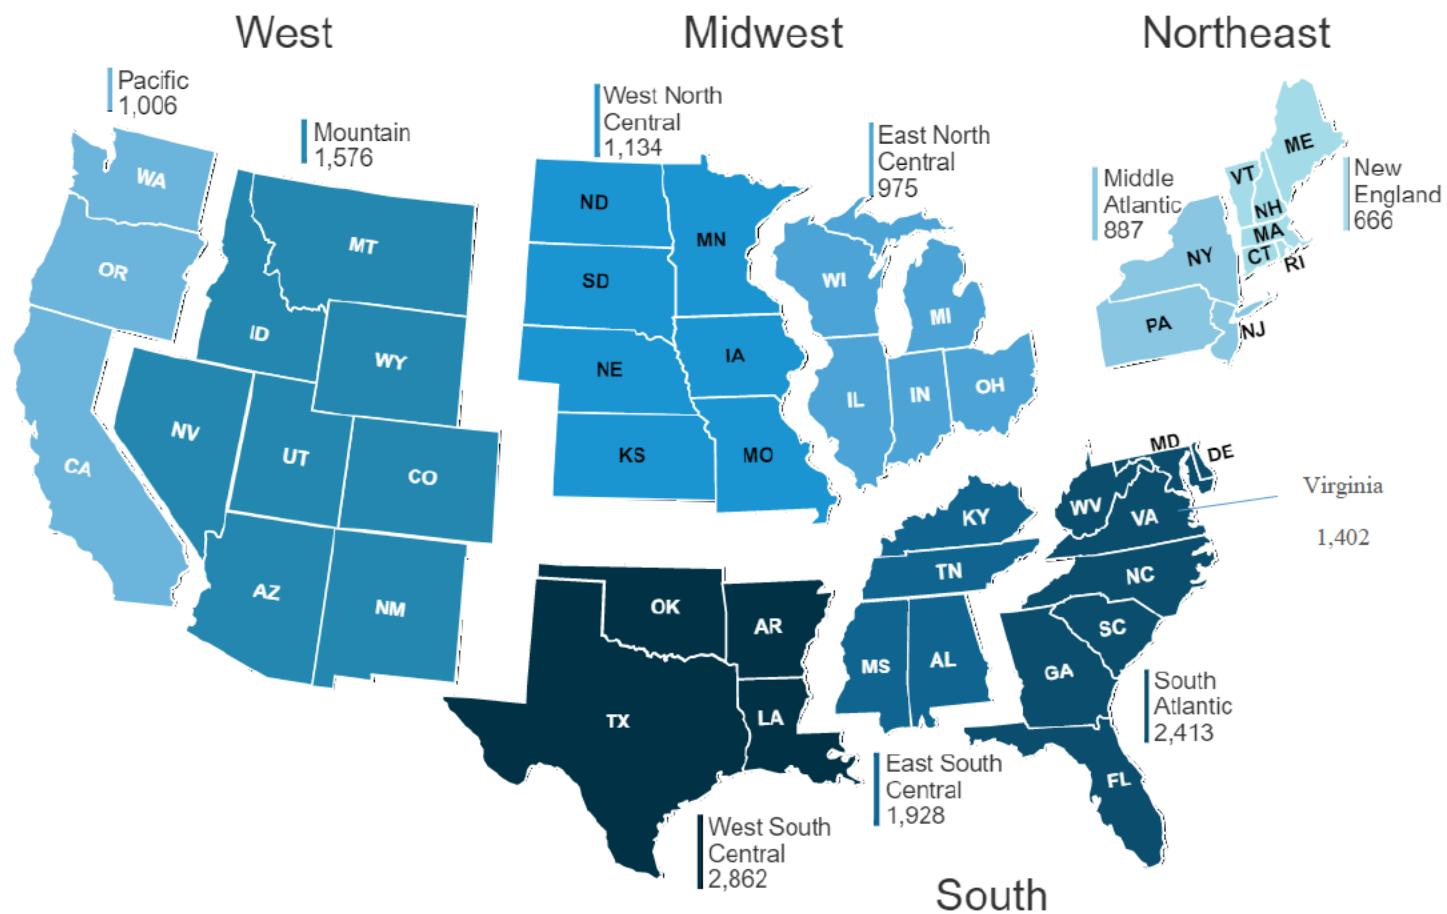 West
Midwest
Northeast
Pacific
1,006
Mountain
1,576
West North
Central
1,134
East North
Central
975
Middle
Atlantic
887
New
England
666
WA
OR
CA
MT
ID
WY
NV
UT
CO
AZ
NM
ND
SD
NE
KS
MN
IA
MO
WI
MI
IL
IN
OH
ME
VT
NH
MA
CT
RI
NY
PA
NJ
MD
DE
WV
VA
Virginia
1,402
NC
SC
GA
FL
South
Atlantic
2,413
KY
TN
MS
AL
East South
Central
1,928
OK
AR
TX
LA
West South
Central
2,862
South